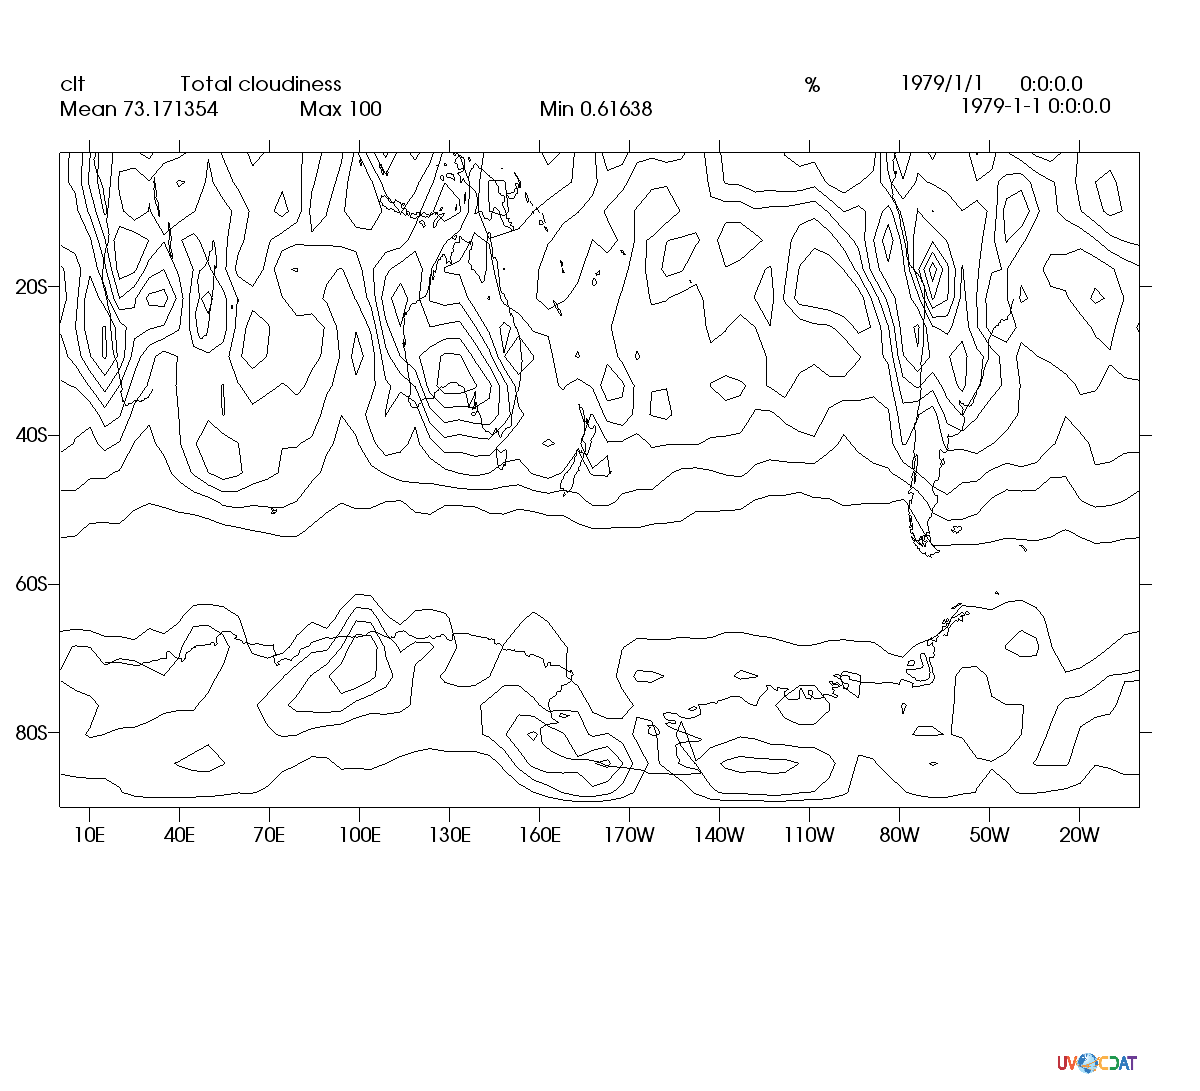 clt Total cloudiness % 1979/1/1 0:0:0.0
Mean 73.171354 Max 100 Min 0.61638 1979-1-1 0:0:0.0
20S
40S
60S
80S
10E 40E 70E 100E 130E 160E 170W 140W 110W 80W 50W 20W
UV CDAT